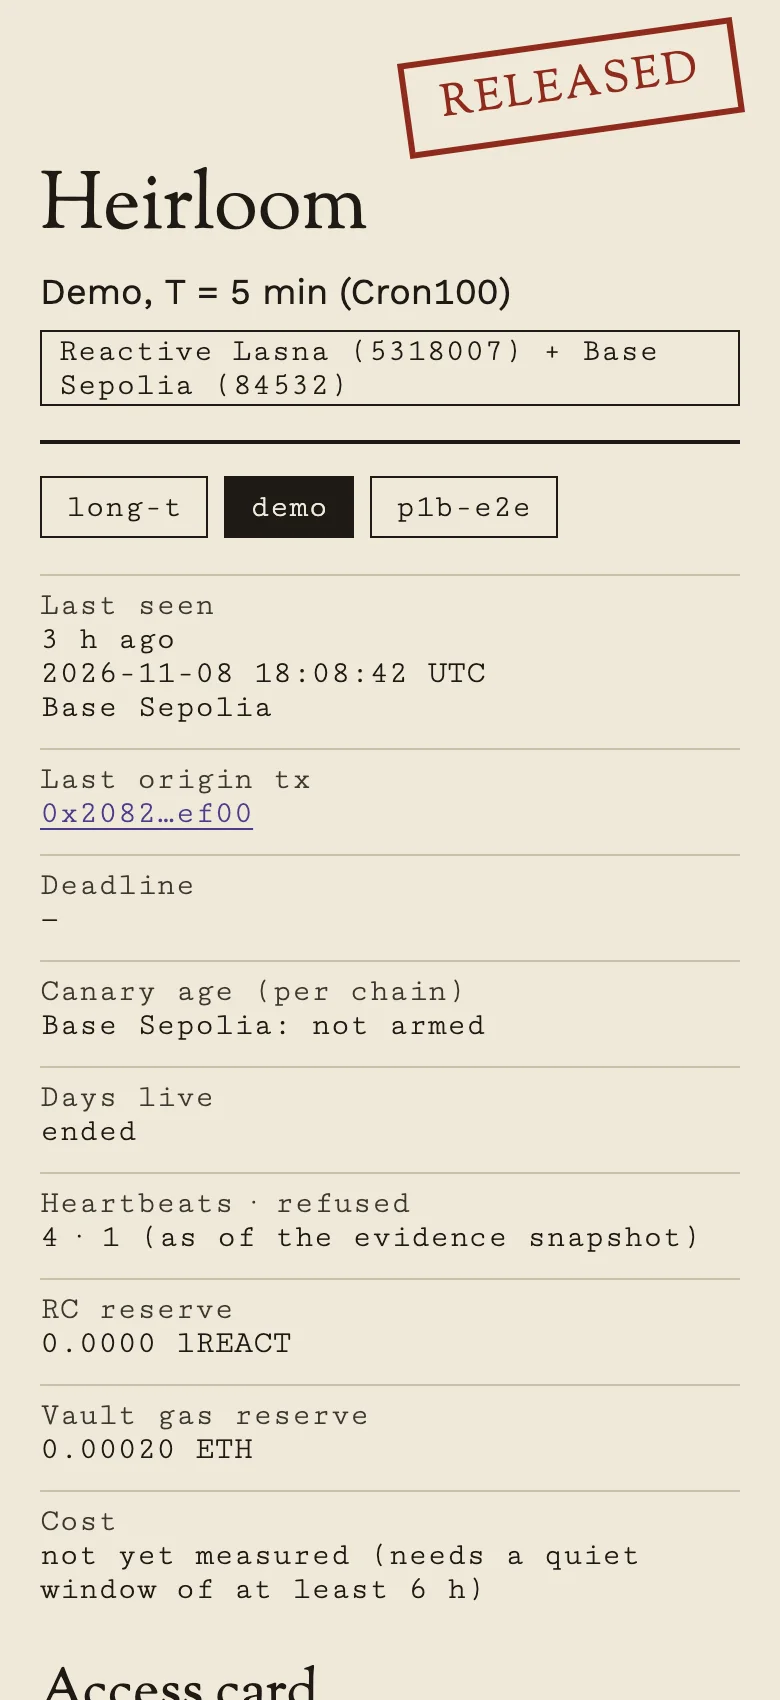 RELEASED
Heirloom
Demo, T = 5 min (Cron100)
Reactive Lasna (5318007) + Base
Sepolia (84532)
long-t
demo
p1b-e2e
Last seen
3 h ago
2026-11-08 18:08:42 UTC
Base Sepolia
Last origin tx
0x2082…ef00
Deadline
—
Canary age (per chain)
Base Sepolia: not armed
Days live
ended
Heartbeats · refused
4 · 1 (as of the evidence snapshot)
RC reserve
0.0000 lREACT
Vault gas reserve
0.00020 ETH
Cost
not yet measured (needs a quiet
window of at least 6 h)
Access card